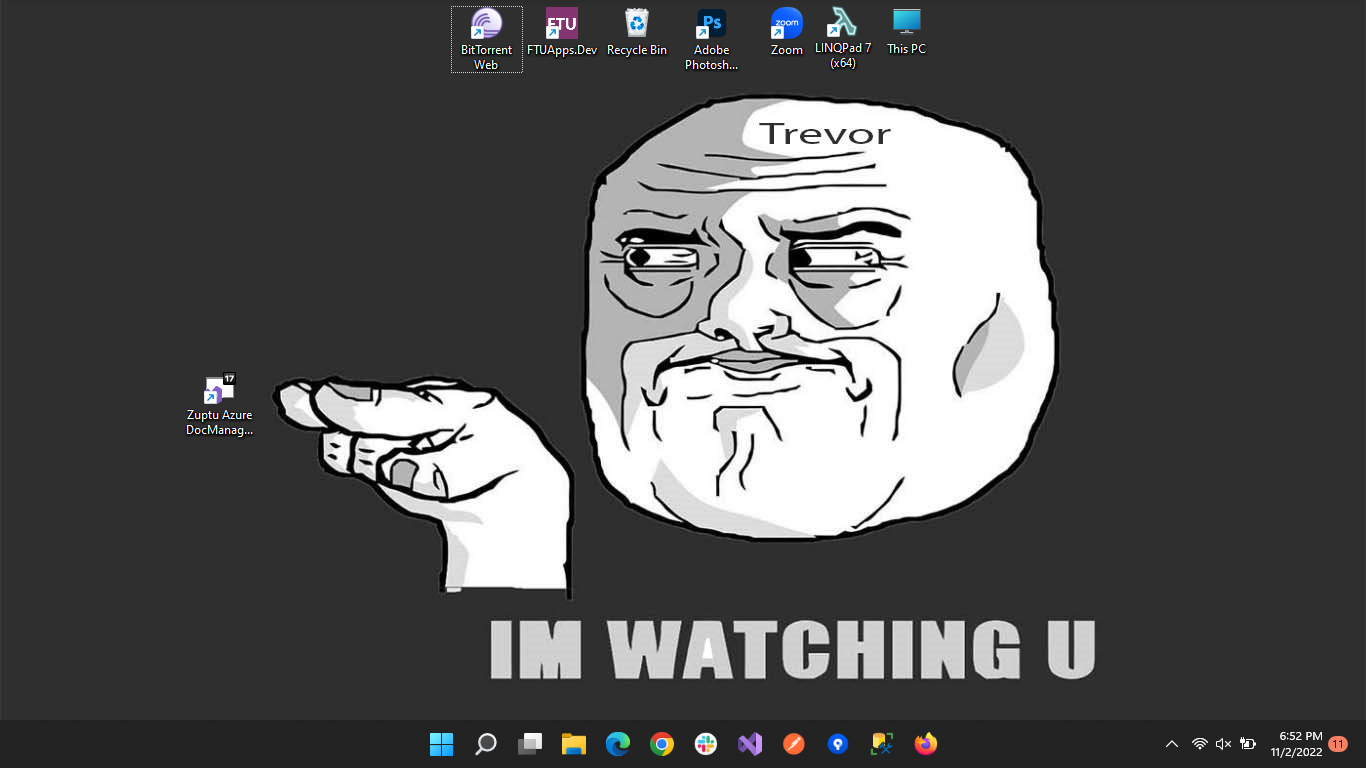 BitTorrent
Web
FTU
FTUApps.Dev
Recycle Bin
Ps
Adobe
Photosh...
zoom
Zoom
LINQPad 7
(x64)
This PC
Trevor
17
Zuptu Azure
DocManag...
IM WATCHING U
6:52 PM
11/2/2022
11